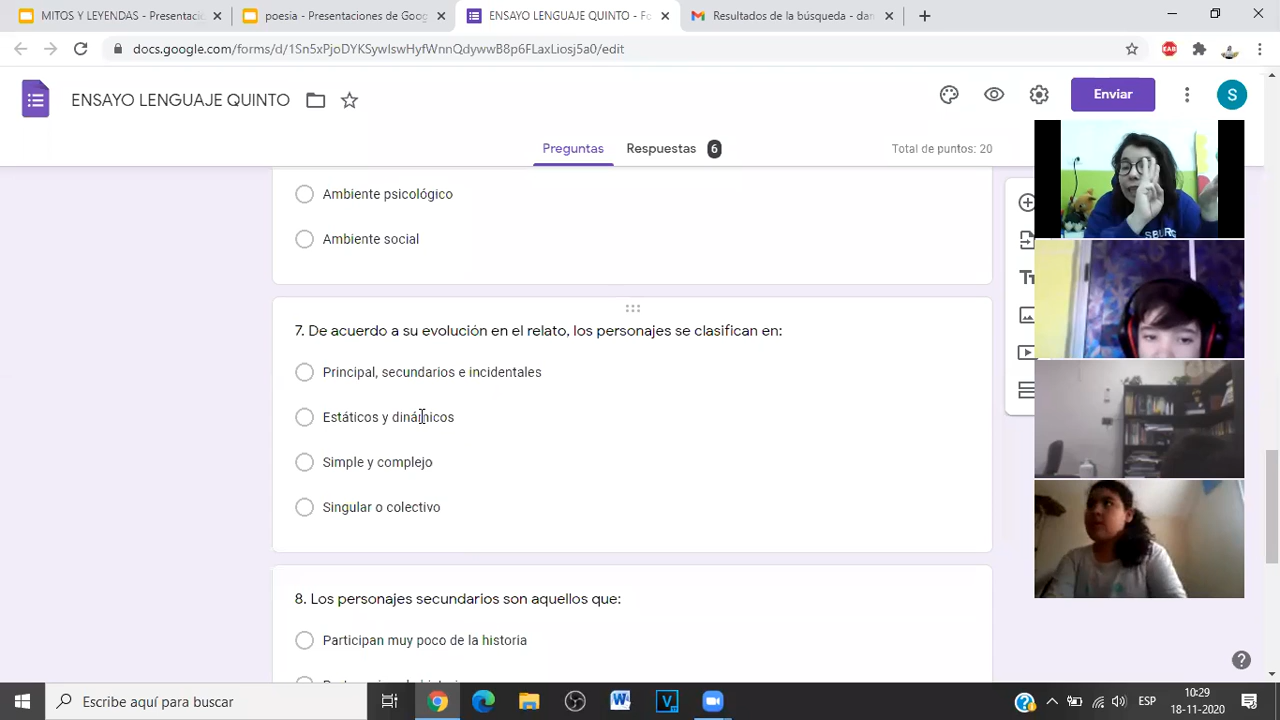 MITOS Y LEYENDAS - Presentació
poesia - Presentaciones de Goog
ENSAYO LENGUAJE QUINTO - Fo
Resultados de la búsqueda - dan
docs.google.com/forms/d/1Sn5xPjoDYKSywIswHyfWnnQdywwB8p6FLaxLiosj5a0/edit
ENSAYO LENGUAJE QUINTO
Enviar
S
Preguntas
Respuestas 6
Total de puntos: 20
Ambiente psicológico
Ambiente social
7. De acuerdo a su evolución en el relato, los personajes se clasifican en:
Principal, secundarios e incidentales
Estáticos y dinámicos
Simple y complejo
Singular o colectivo
8. Los personajes secundarios son aquellos que:
Participan muy poco de la historia
Escribe aquí para buscar
ESP
10:29
18-11-2020